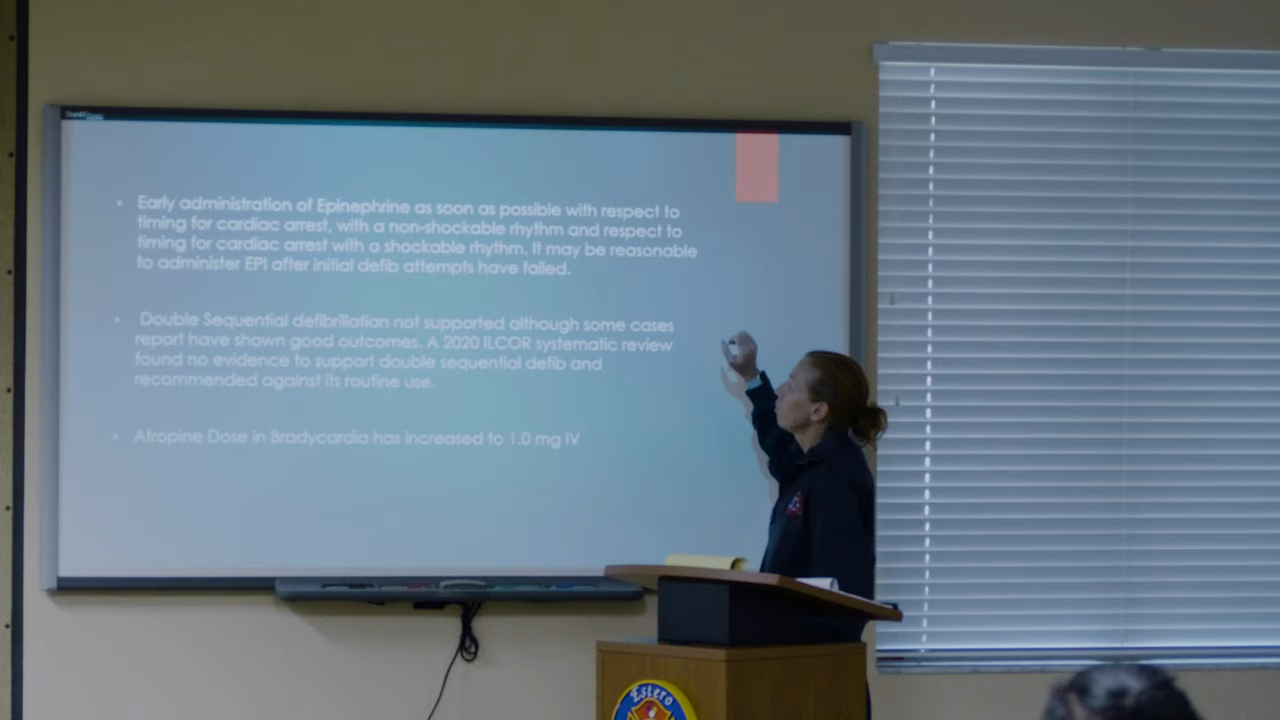 • Early administration of Epinephrine as soon as possible with respect to
timing for cardiac arrest, with a non-shockable rhythm and respect to
timing for cardiac arrest with a shockable rhythm. It may be reasonable
to administer EPI after initial defib attempts have failed.
• Double Sequential defibrillation not supported although some cases
report have shown good outcomes. A 2020 ILCOR systematic review
found no evidence to support double sequential defib and
recommended against its routine use.
• Atropine Dose in Bradycardia has increased to 1.0 mg IV
Estero